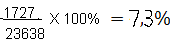 1727 X 100% = 7,3%
23638